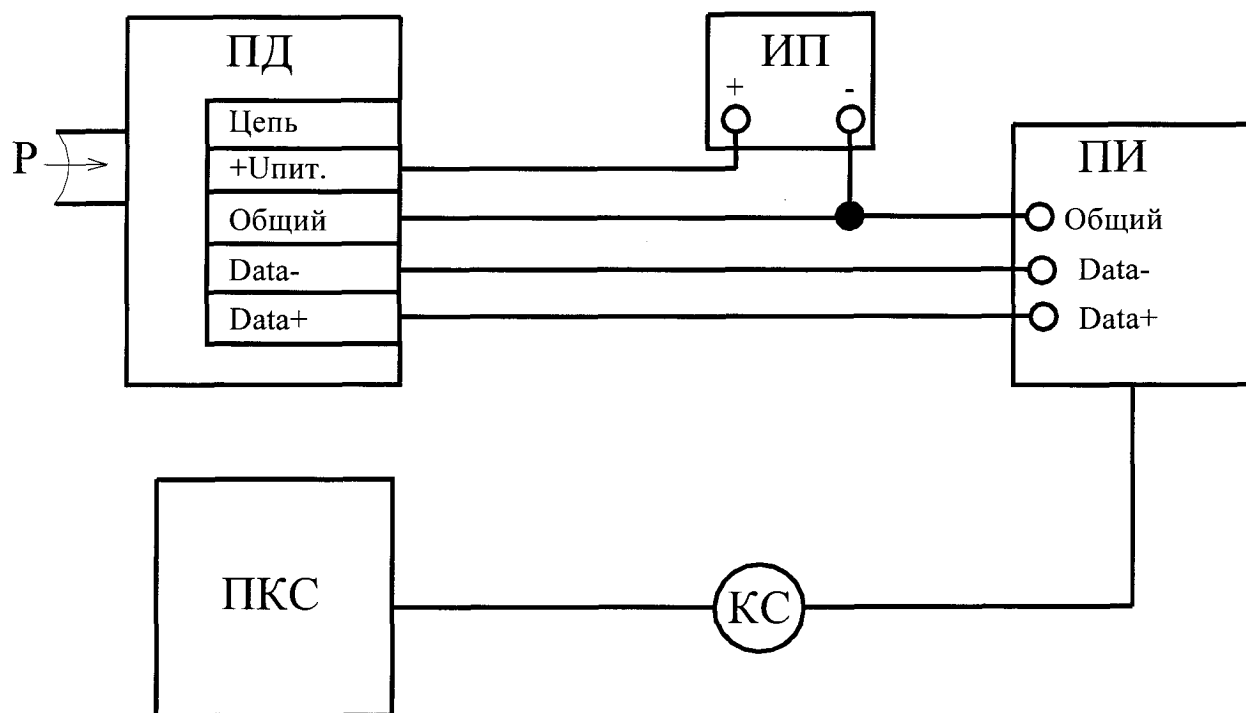 ПД
Цепь
+Uпит.
Общий
Data-
Data+
P
ИП
+ -
ПИ
Общий
Data-
Data+
ПКС
КС